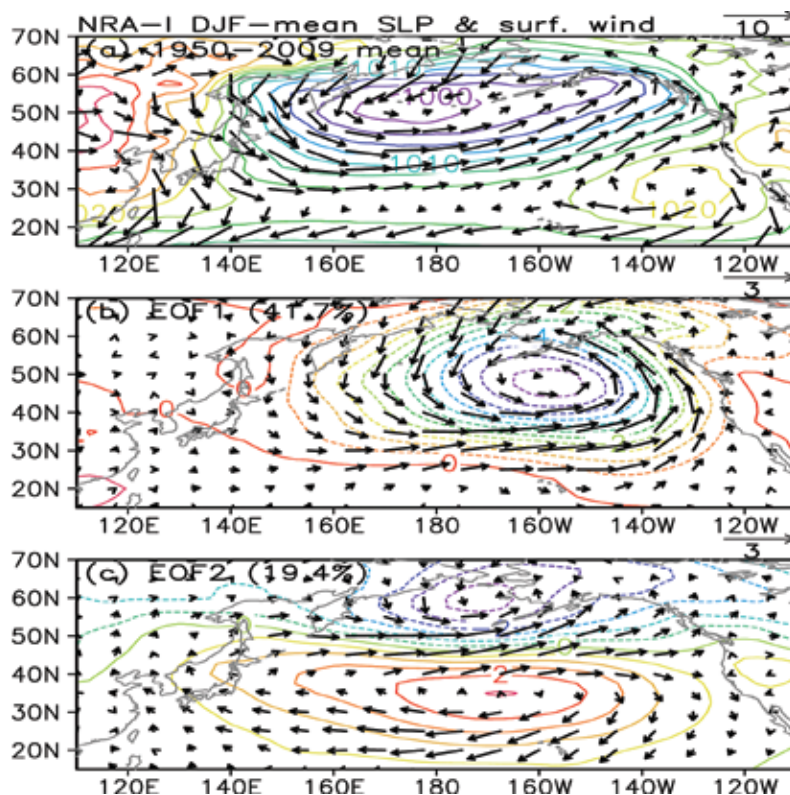 NRA-I DJF-mean SLP & surf. wind
10
70N (a) 1950-2009 mean
60N 1010
50N 1000
40N 1010
30N
20N 1020
120E 140E 160E 180 160W 140W 120W
3
70N (b) EOF1 (41.7%)
60N
50N
40N 0 0
30N
20N 0
120E 140E 160E 180 160W 140W 120W
3
70N (c) EOF2 (19.4%)
60N
50N
40N 2
30N
20N
120E 140E 160E 180 160W 140W 120W